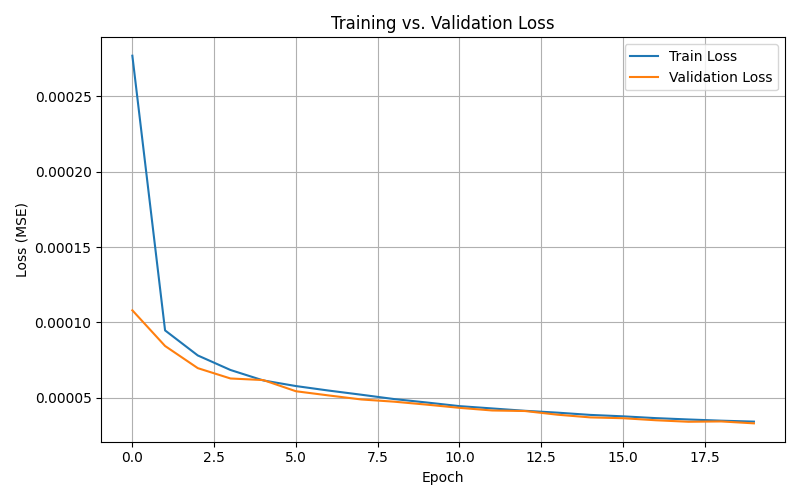 Training vs. Validation Loss
Train Loss
Validation Loss
Loss (MSE)
0.00025
0.00020
0.00015
0.00010
0.00005
0.0 2.5 5.0 7.5 10.0 12.5 15.0 17.5
Epoch